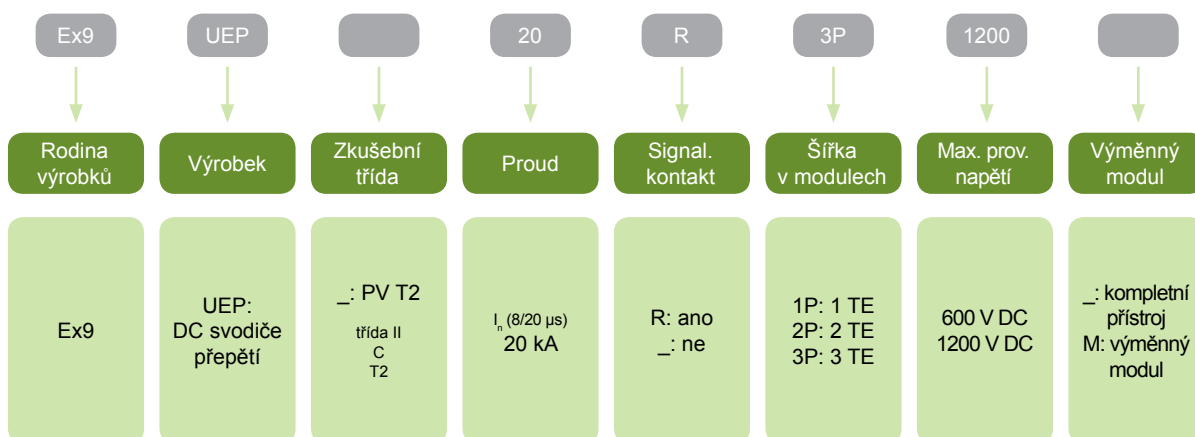 Ex9
UEP
20
R
3P
1200
Rodina
výrobků
Výrobek
Zkušební
třída
Proud
Signal.
kontakt
Šířka
v modulech
Max. prov.
napětí
Výměnný
modul
Ex9
UEP:
DC svodiče
přepětí
_: PV T2
třída II
C
T2
In (8/20 µs)
20 kA
R: ano
_: ne
1P: 1 TE
2P: 2 TE
3P: 3 TE
600 V DC
1200 V DC
_: kompletní
přístroj
M: výměnný
modul